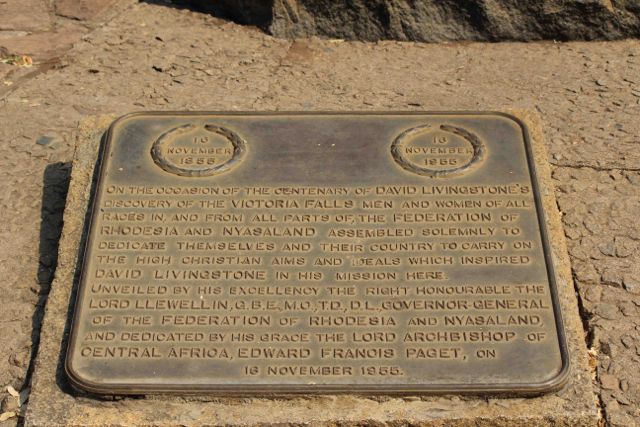 16 NOVEMBER 1855
16 NOVEMBER 1955
ON THE OCCASION OF THE CENTENARY OF DAVID LIVINGSTONE'S
DISCOVERY OF THE VICTORIA FALLS MEN AND WOMEN OF ALL
RACES IN, AND FROM ALL PARTS OF, THE FEDERATION OF
RHODESIA AND NYASALAND ASSEMBLED SOLEMNLY TO
DEDICATE THEMSELVES AND THEIR COUNTRY TO CARRY ON
THE HIGH CHRISTIAN AIMS AND IDEALS WHICH INSPIRED
DAVID LIVINGSTONE IN HIS MISSION HERE.
UNVEILED BY HIS EXCELLENCY THE RIGHT HONOURABLE THE
LORD LLEWELLIN, G.B.E., M.C., T.D., D.L., GOVERNOR-GENERAL
OF THE FEDERATION OF RHODESIA AND NYASALAND,
AND DEDICATED BY HIS GRACE THE LORD ARCHBISHOP OF
CENTRAL AFRICA, EDWARD FRANCIS PAGET, ON
16 NOVEMBER 1955.